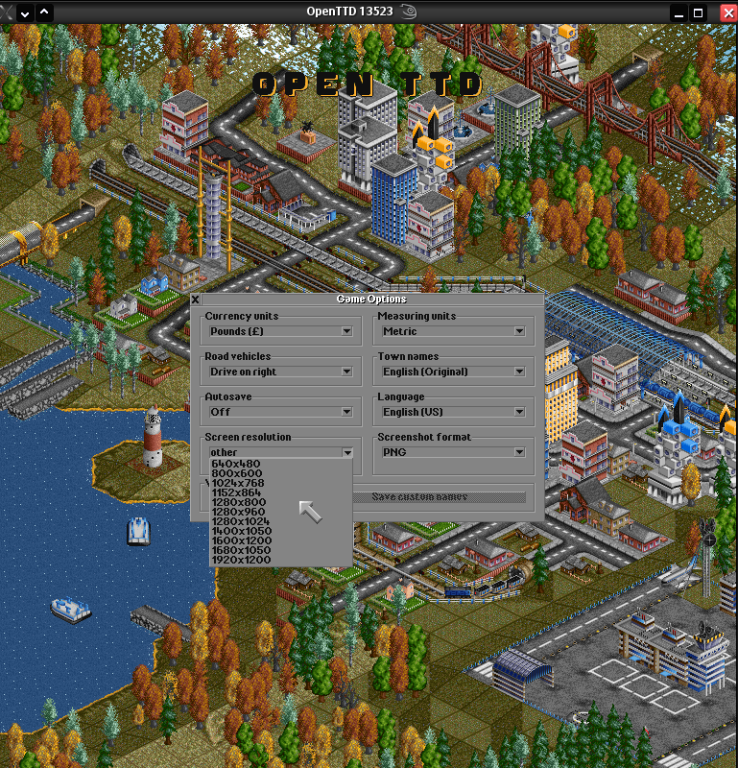 OpenTTD 13523
OPEN TTD
X Game Options
Currency units
Measuring units
Pounds (£)
Metric
Road vehicles
Town names
Drive on right
English (Original)
Autosave
Language
Off
English (US)
Screen resolution
Screenshot format
other
PNG
640x480
800x600
1024x768
1152x864
1280x800
1280x960
1280x1024
1400x1050
1600x1200
1680x1050
1920x1200
Save custom names